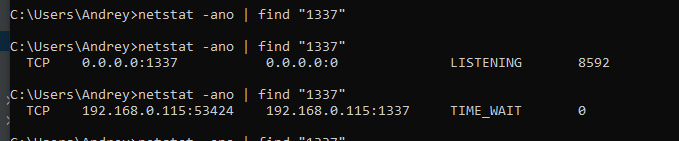 C:\Users\Andrey>netstat -ano | find "1337"
C:\Users\Andrey>netstat -ano | find "1337"
TCP 0.0.0.0:1337 0.0.0.0:0 LISTENING 8592
C:\Users\Andrey>netstat -ano | find "1337"
TCP 192.168.0.115:53424 192.168.0.115:1337 TIME_WAIT 0
C:\Users\Andrey>netstat -ano | find "1337"